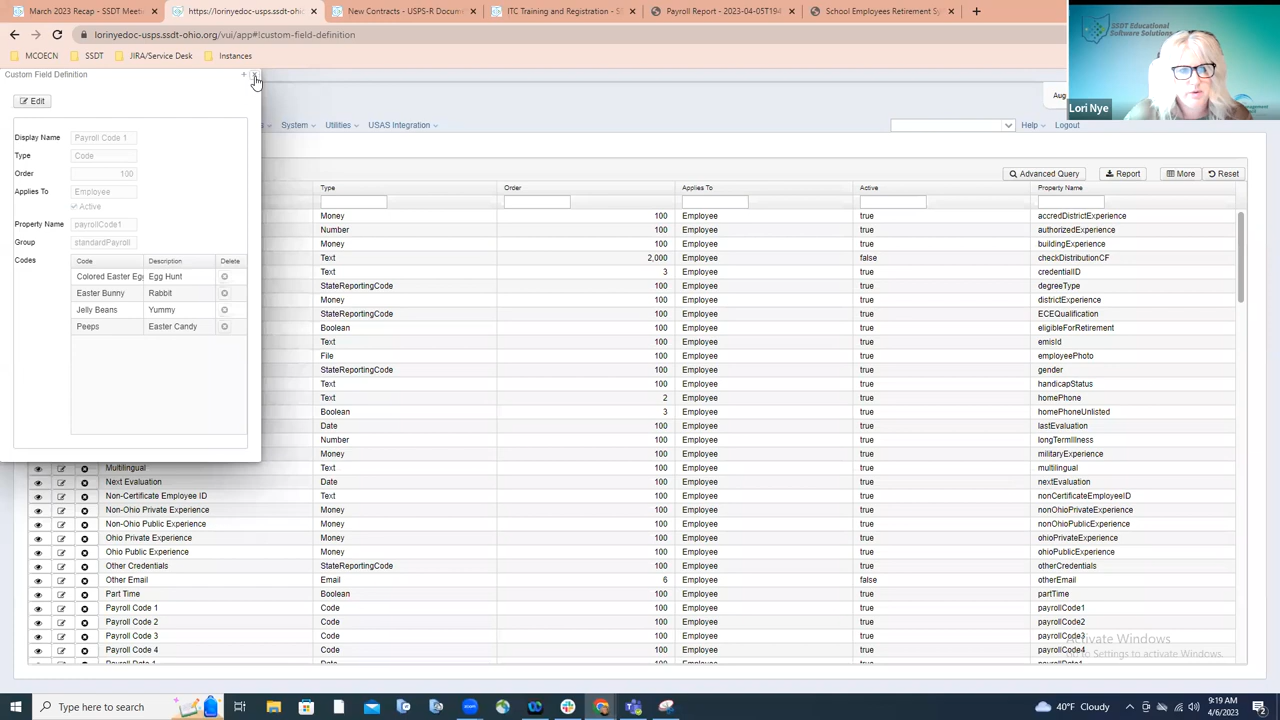 March 2023 Recap - SSDT Meeti × https://lorinyedoc-usps.ssdt-ohi × New Contracts - USPS-R Docum × ITC Training and Registration - S × Payroll Report - 2023-04-05T194 × School Employees Retirement Sy × +
lorinyedoc-usps.ssdt-ohio.org/vui/app#!custom-field-definition
MCOECN SSDT JIRA/Service Desk Instances
SSDT Educational
Software Solutions
Lori Nye
Custom Field Definition
Edit
Display Name Payroll Code 1
Type Code
Order 100
Applies To Employee
Active
Property Name payrollCode1
Group standardPayroll
Codes Code Description Delete
Colored Easter Egg Egg Hunt
Easter Bunny Rabbit
Jelly Beans Yummy
Peeps Easter Candy
System Utilities EMIS Integration Help Logout
Aug
Advanced Query Report More Reset
Type Order Applies To Active Property Name
Money 100 Employee true accredDistrictExperience
Number 100 Employee true authorizedExperience
Money 100 Employee true buildingExperience
Text 2,000 Employee false checkDistributionCF
Text 3 Employee true credentialID
StateReportingCode 100 Employee true degreeType
Money 100 Employee true districtExperience
StateReportingCode 100 Employee true ECEQualification
Boolean 100 Employee true eligibleForRetirement
Text 100 Employee true emisId
File 100 Employee true employeePhoto
StateReportingCode 100 Employee true gender
Text 100 Employee true handicapStatus
Text 2 Employee true homePhone
Boolean 3 Employee true homePhoneUnlisted
Date 100 Employee true lastEvaluation
Number 100 Employee true longTermIllness
Money 100 Employee true militaryExperience
Multilingual Text 100 Employee true multilingual
Next Evaluation Date 100 Employee true nextEvaluation
Non-Certificate Employee ID Text 100 Employee true nonCertificateEmployeeID
Non-Ohio Private Experience Money 100 Employee true nonOhioPrivateExperience
Non-Ohio Public Experience Money 100 Employee true nonOhioPublicExperience
Ohio Private Experience Money 100 Employee true ohioPrivateExperience
Ohio Public Experience Money 100 Employee true ohioPublicExperience
Other Credentials StateReportingCode 100 Employee true otherCredentials
Other Email Email 6 Employee false otherEmail
Part Time Boolean 100 Employee true partTime
Payroll Code 1 Code 100 Employee true payrollCode1
Payroll Code 2 Code 100 Employee true payrollCode2
Payroll Code 3 Code 100 Employee true payrollCode3
Payroll Code 4 Code 100 Employee true payrollCode4
Payroll Date 1 Date 100 Employee true payrollDate1
Activate Windows
Go to Settings to activate Windows.
Type here to search
40°F Cloudy
9:19 AM
4/6/2023
2